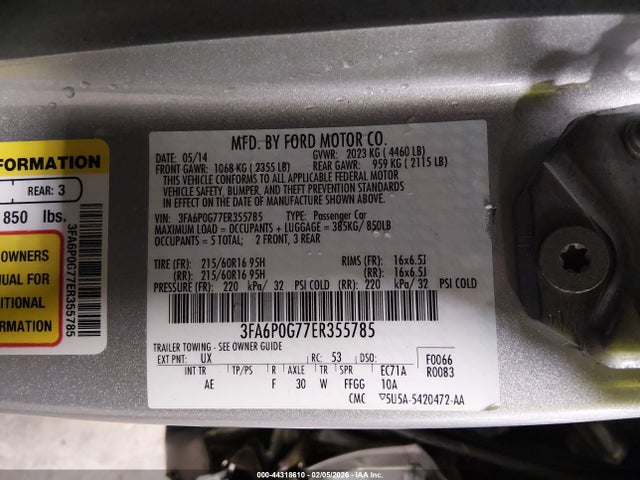 FORMATION
REAR: 3
850 lbs.
OWNERS
NUAL FOR
ITIONAL
RMATION
3FA6P0G77ER355785
MFD. BY FORD MOTOR CO.
DATE: 05/14 GVWR: 2023 KG ( 4460 LB)
FRONT GAWR: 1068 KG ( 2355 LB) REAR GAWR: 959 KG ( 2115 LB)
THIS VEHICLE CONFORMS TO ALL APPLICABLE FEDERAL MOTOR
VEHICLE SAFETY, BUMPER, AND THEFT PREVENTION STANDARDS
IN EFFECT ON THE DATE OF MANUFACTURE SHOWN ABOVE.
VIN: 3FA6P0G77ER355785 TYPE: Passenger Car
MAXIMUM LOAD = OCCUPANTS + LUGGAGE = 385KG/ 850LB
OCCUPANTS = 5 TOTAL; 2 FRONT, 3 REAR
TIRE (FR): 215/60R16 95H RIMS (FR): 16x6.5J
(RR): 215/60R16 95H (RR): 16x6.5J
PRESSURE (FR): 220 kPa/ 32 PSI COLD (RR): 220 kPa/ 32 PSI COLD
3FA6P0G77ER355785
TRAILER TOWING - SEE OWNER GUIDE
EXT PNT: UX RC: 53 DSO: F0066
INT TR TP/PS R AXLE TR SPR EC71A R0083
AE F 30 W FFGG 10A
CMC ▽5U5A-5420472-AA
000-44318610 - 02/05/2026 - IAA Inc.